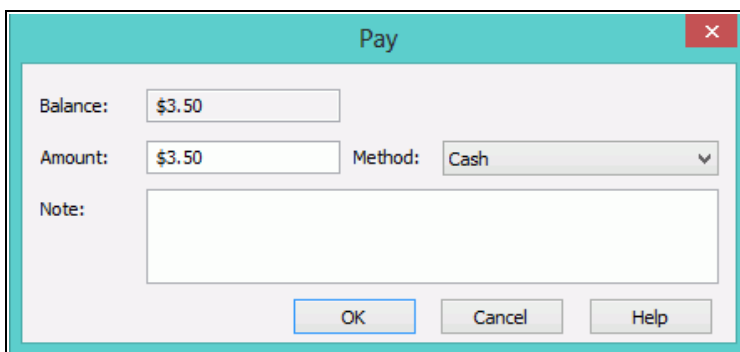 Pay
Balance: $3.50
Amount: $3.50 Method: Cash
Note:
OK Cancel Help